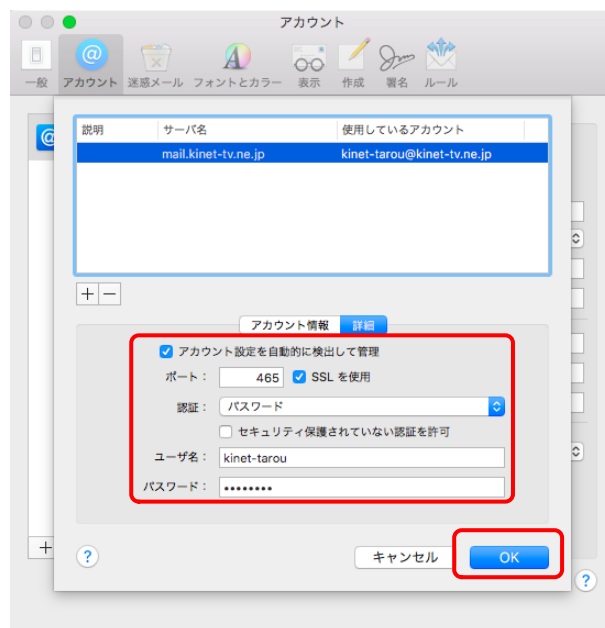 アカウント
一般 アカウント 迷惑メール フォントとカラー 表示 作成 署名 ルール
説明 サーバ名 使用しているアカウント
mail.kinet-tv.ne.jp kinet-tarou@kinet-tv.ne.jp
+ −
アカウント情報 詳細
アカウント設定を自動的に検出して管理
ポート： 465 SSL を使用
認証： パスワード
セキュリティ保護されていない認証を許可
ユーザ名： kinet-tarou
パスワード： ••••••••
+ ? キャンセル OK
?